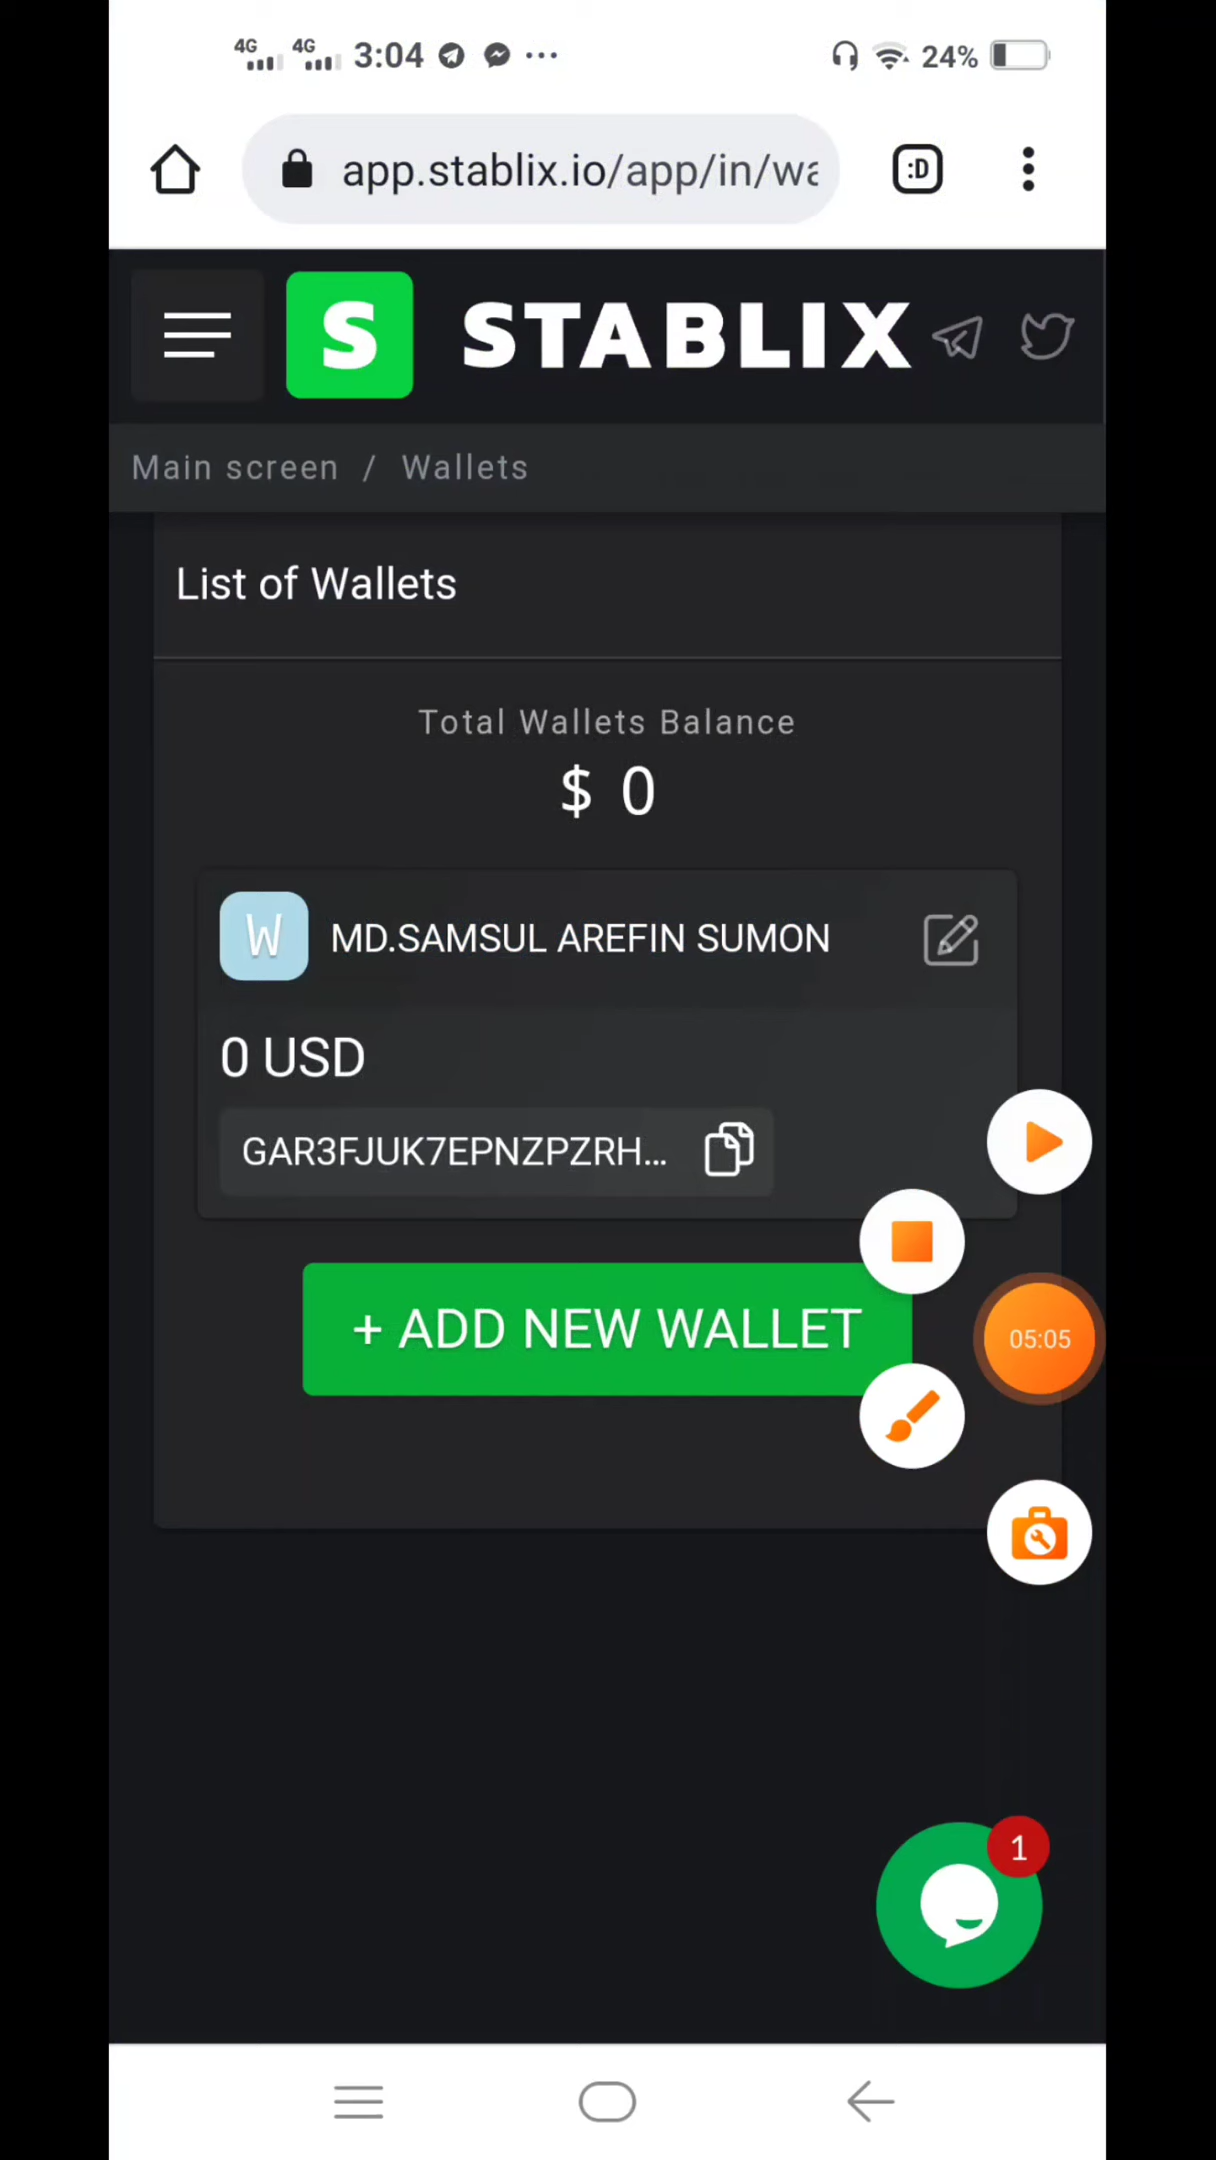 4G 4G 3:04 24%
app.stablix.io/app/in/wa
:D
S STABLIX
Main screen / Wallets
List of Wallets
Total Wallets Balance
$ 0
W MD.SAMSUL AREFIN SUMON
0 USD
GAR3FJUK7EPNZPZRH...
+ ADD NEW WALLET
05:05
1